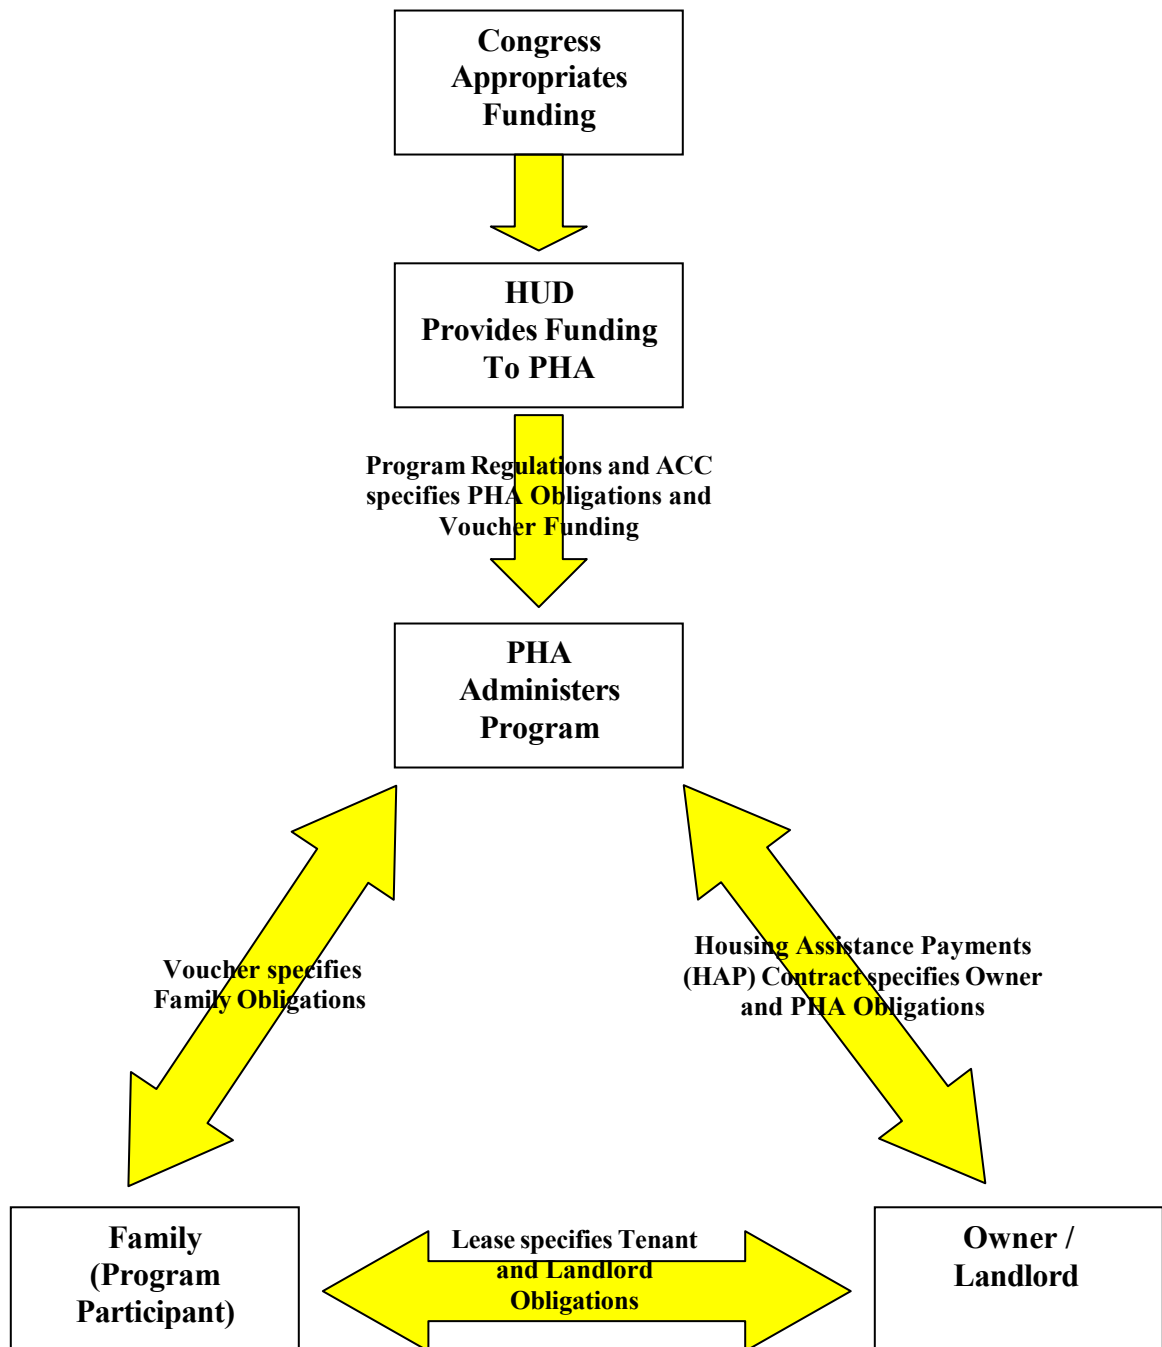 Congress
Appropriates
Funding
HUD
Provides Funding
To PHA
Program Regulations and ACC
specifies PHA Obligations and
Voucher Funding
PHA
Administers
Program
Voucher specifies
Family Obligations
Housing Assistance Payments
(HAP) Contract specifies Owner
and PHA Obligations
Family
(Program
Participant)
Lease specifies Tenant
and Landlord
Obligations
Owner /
Landlord